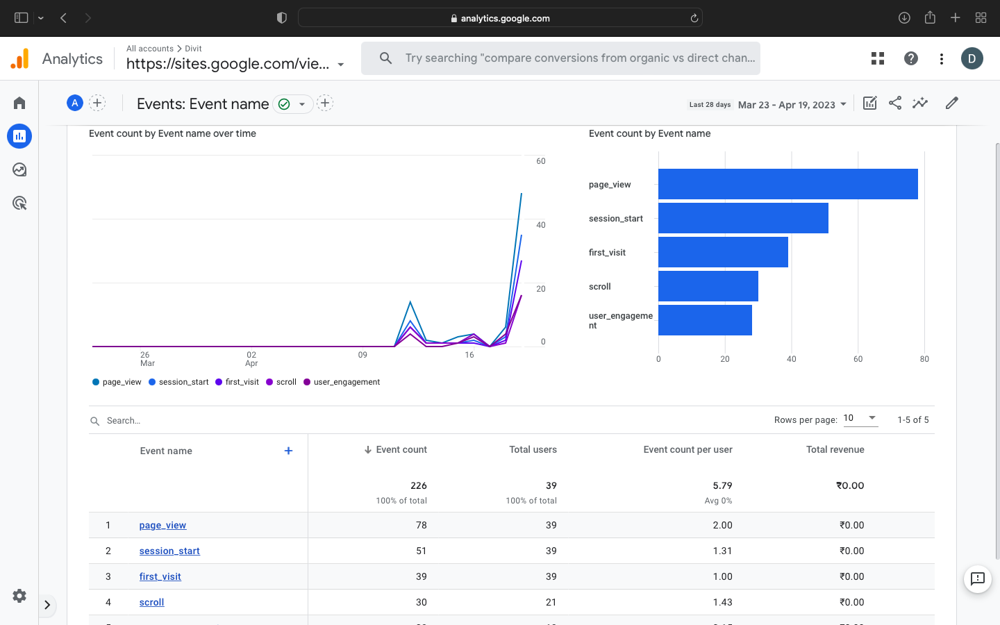 analytics.google.com
Analytics
All accounts > Divit
https://sites.google.com/vie...
Try searching "compare conversions from organic vs direct chan...
D
A
Events: Event name
Last 28 days Mar 23 - Apr 19, 2023
Event count by Event name over time
60
40
20
0
26
Mar
02
Apr
09
16
page_view session_start first_visit scroll user_engagement
Event count by Event name
page_view
session_start
first_visit
scroll
user_engageme
nt
0 20 40 60 80
Search...
Rows per page: 10 1-5 of 5
Event name + Event count Total users Event count per user Total revenue
226 39 5.79 ₹0.00
100% of total 100% of total Avg 0%
1 page_view 78 39 2.00 ₹0.00
2 session_start 51 39 1.31 ₹0.00
3 first_visit 39 39 1.00 ₹0.00
4 scroll 30 21 1.43 ₹0.00